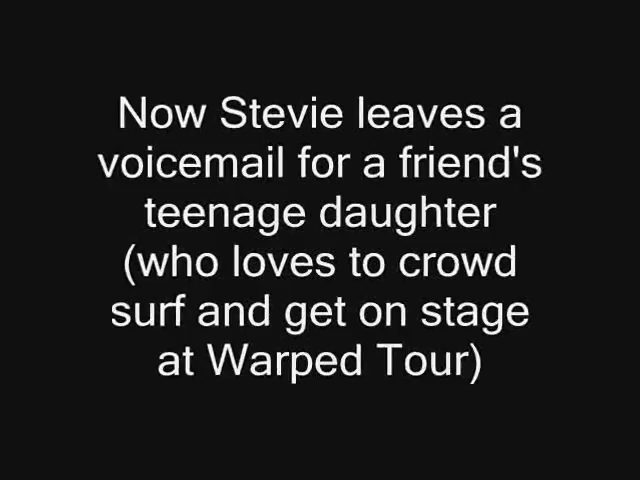 Now Stevie leaves a
voicemail for a friend's
teenage daughter
(who loves to crowd
surf and get on stage
at Warped Tour)